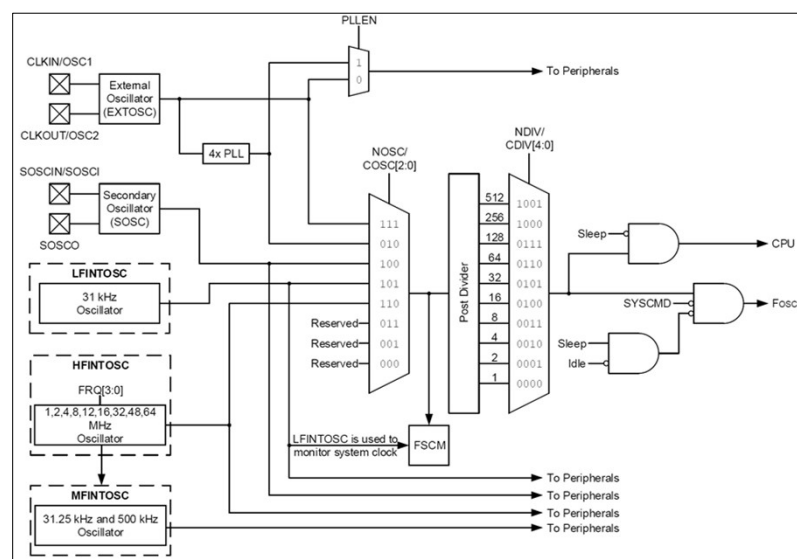 PLLEN
CLKIN/OSC1
External
Oscillator
(EXTOSC)
1
0
To Peripherals
CLKOUT/OSC2
4x PLL
NOSC/
COSC[2:0]
NDIV/
CDIV[4:0]
SOSCIN/SOSCI
Secondary
Oscillator
(SOSC)
SOSCO
111
010
100
101
110
011
001
000
Reserved
Reserved
Reserved
Post Divider
512
256
128
64
32
16
8
4
2
1
1001
1000
0111
0110
0101
0100
0011
0010
0001
0000
Sleep
CPU
SYSCMD
Fosc
Sleep
Idle
LFINTOSC
31 kHz
Oscillator
HFINTOSC
FRQ[3:0]
1,2,4,8,12,16,32,48,64
MHz
Oscillator
LFINTOSC is used to
monitor system clock
FSCM
MFINTOSC
31.25 kHz and 500 kHz
Oscillator
To Peripherals
To Peripherals
To Peripherals
To Peripherals